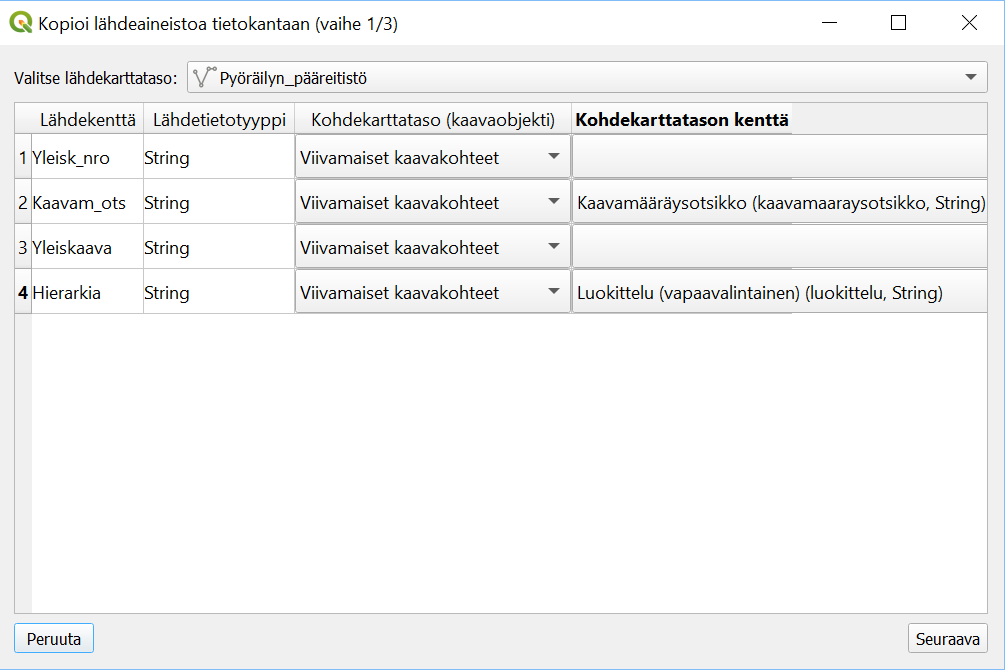 Kopioi lähdeaineistoa tietokantaan (vaihe 1/3)
Valitse lähdekarttataso: Pyöräilyn_pääreitistö
Lähdekenttä Lähdetietotyyppi Kohdekarttataso (kaavaobjekti) Kohdekarttatason kenttä
1 Yleisk_nro String Viivamaiset kaavakohteet
2 Kaavam_ots String Viivamaiset kaavakohteet Kaavamääräysotsikko (kaavamaaraysotsikko, String)
3 Yleiskaava String Viivamaiset kaavakohteet
4 Hierarkia String Viivamaiset kaavakohteet Luokittelu (vapaavalintainen) (luokittelu, String)
Peruuta Seuraava